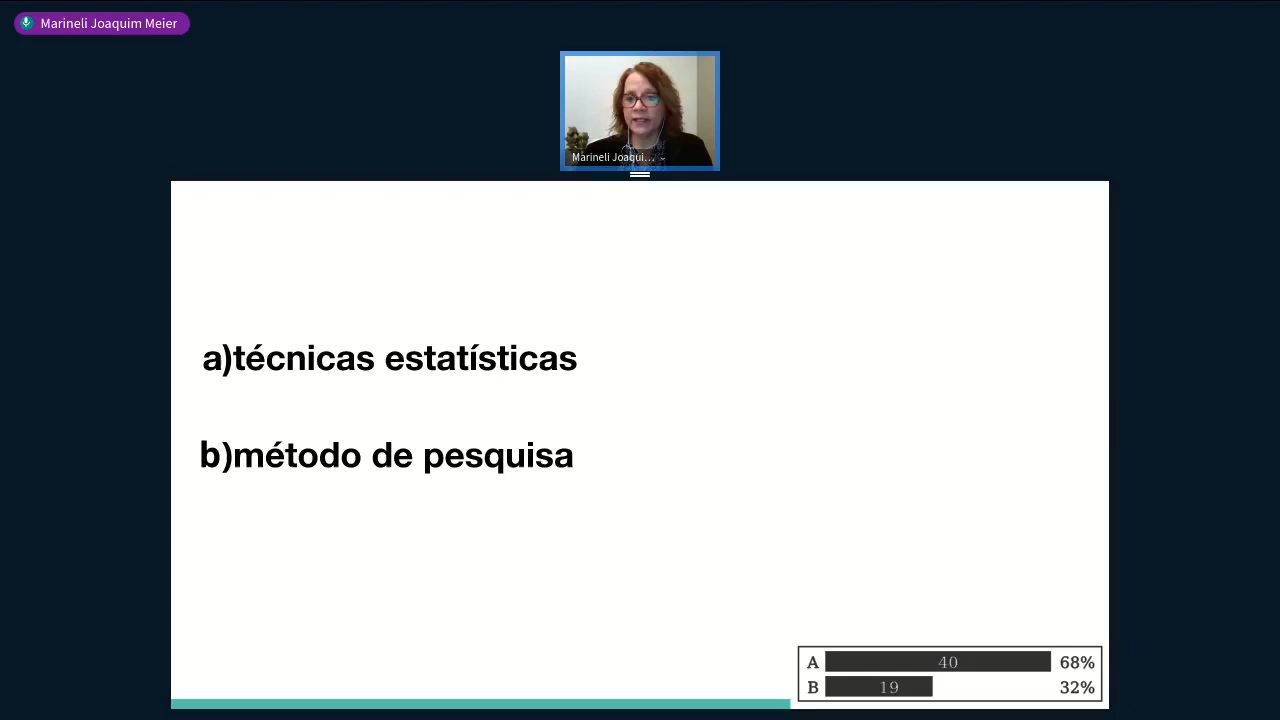 Marineli Joaquim Meier
Marineli Joaqui...
a)técnicas estatísticas
b)método de pesquisa
A 40 68%
B 19 32%